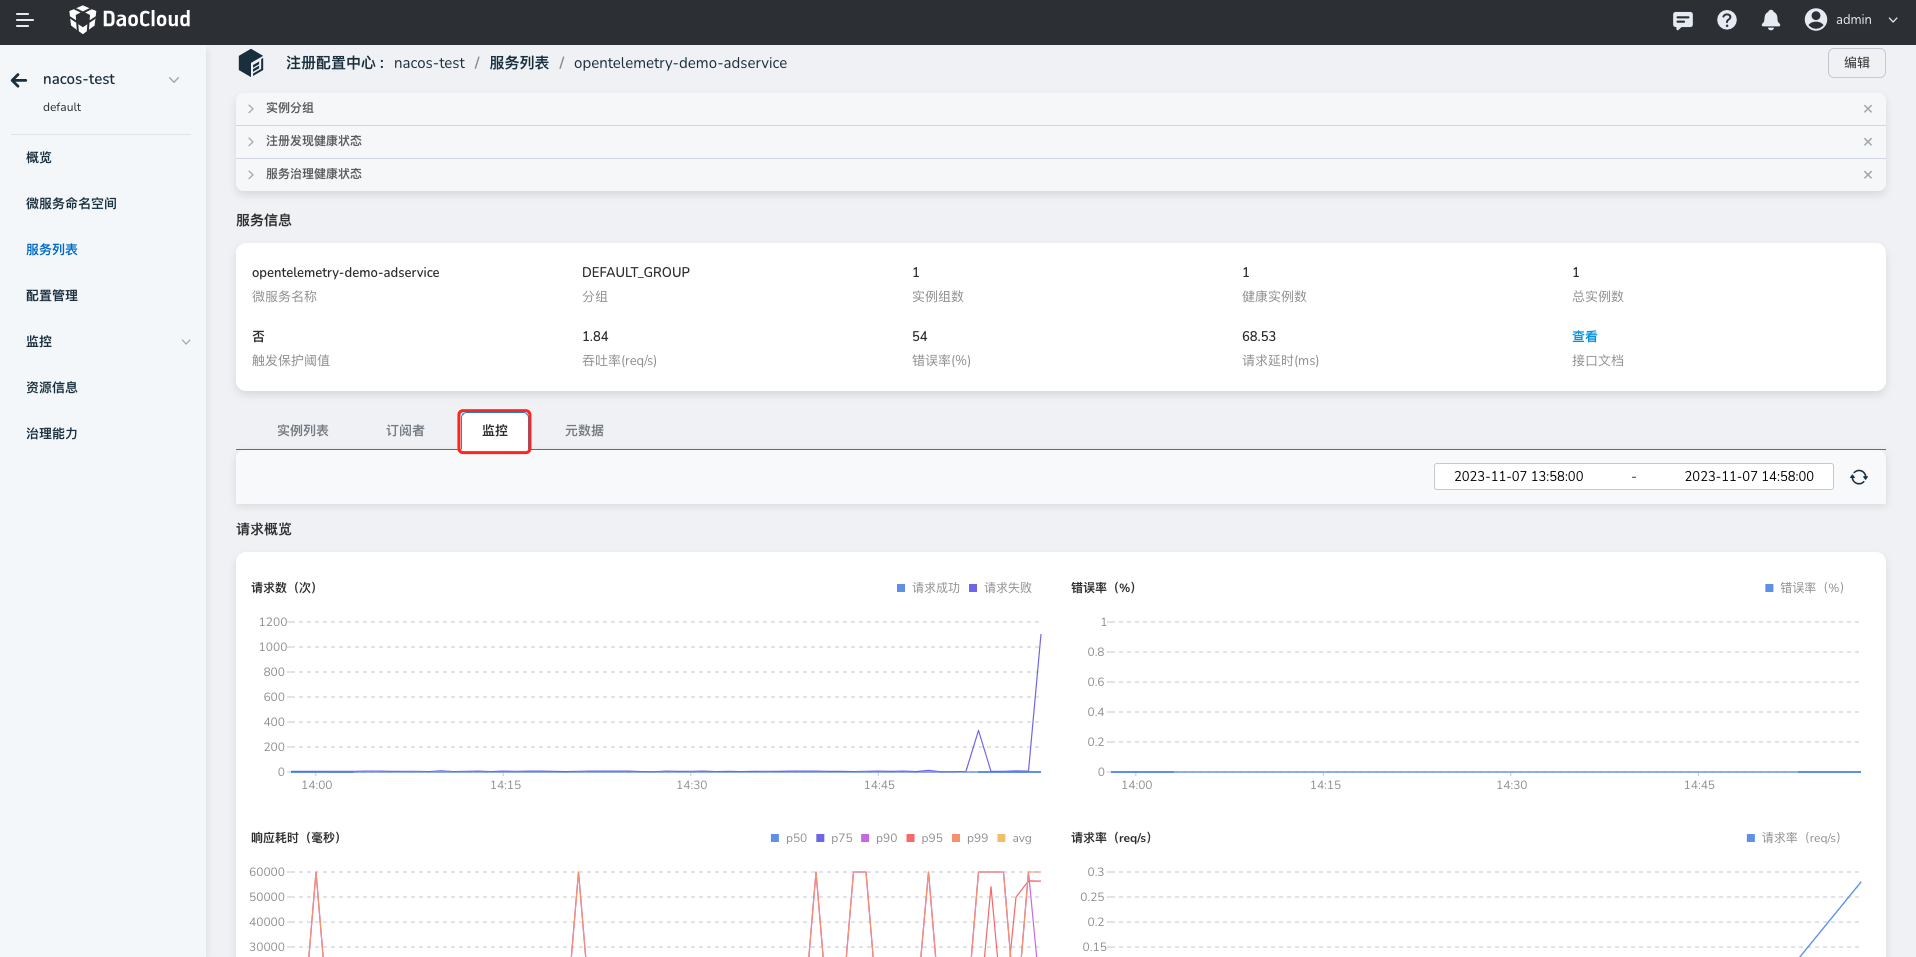 DaoCloud
admin
nacos-test
default
概览
微服务命名空间
服务列表
配置管理
监控
资源信息
治理能力
注册配置中心： nacos-test / 服务列表 / opentelemetry-demo-adservice
编辑
实例分组
注册发现健康状态
服务治理健康状态
服务信息
opentelemetry-demo-adservice DEFAULT_GROUP 1 1 1
微服务名称 分组 实例组数 健康实例数 总实例数
否 1.84 54 68.53 查看
触发保护阈值 吞吐率(req/s) 错误率(%) 请求延时(ms) 接口文档
实例列表 订阅者 监控 元数据
2023-11-07 13:58:00 - 2023-11-07 14:58:00
请求概览
请求数（次） 请求成功 请求失败
1200
1000
800
600
400
200
0
14:00 14:15 14:30 14:45
错误率（%） 错误率（%）
1
0.8
0.6
0.4
0.2
0
14:00 14:15 14:30 14:45
响应耗时（毫秒） p50 p75 p90 p95 p99 avg
60000
50000
40000
30000
请求率（req/s） 请求率（req/s）
0.3
0.25
0.2
0.15